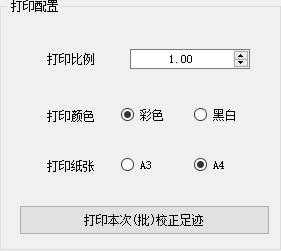 打印配置
打印比例 1.00
打印颜色 彩色 黑白
打印纸张 A3 A4
打印本次(批)校正足迹